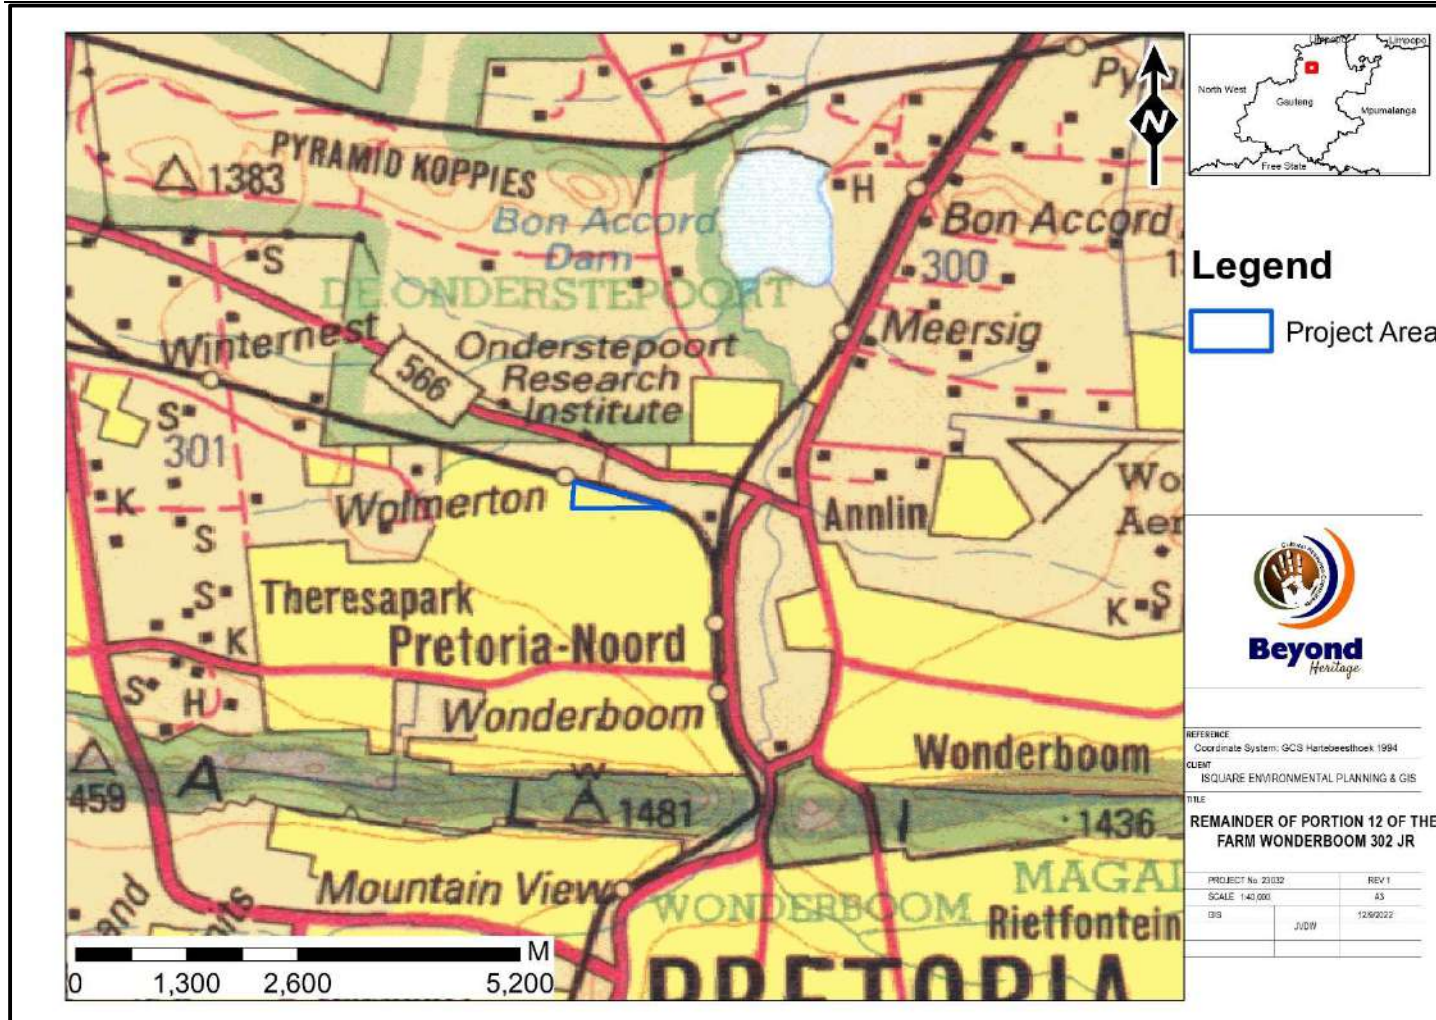 PYRAMID KOPPIES
1383
Bon Accord
Dam
DE ONDERSTEPOORT
H
Bon Accord
300
S
Winternest
566
Onderstepoort
Research
Institute
Meersig
S
301
K
S
Wolmerton
Annlin
S
K
Theresapark
Pretoria-Noord
K
S
S
H
Wonderboom
Wonderboom
A
L
1481
I
1436
459
Mountain View
WONDERBOOM
MAGAL
Rietfontein
PRETORIA
0 1,300 2,600 5,200
M
N
Limpopo
Limpopo
North West
Gauteng
Mpumalanga
Free State
Legend
Project Area
Beyond
Heritage
REFERENCE
Coordinate System: GCS Hartebeesthoek 1994
CLIENT
ISQUARE ENVIRONMENTAL PLANNING & GIS
TITLE
REMAINDER OF PORTION 12 OF THE
FARM WONDERBOOM 302 JR
PROJECT No 23032 REV 1
SCALE 1:40,000 A3
GIS JVDW 12/9/2022